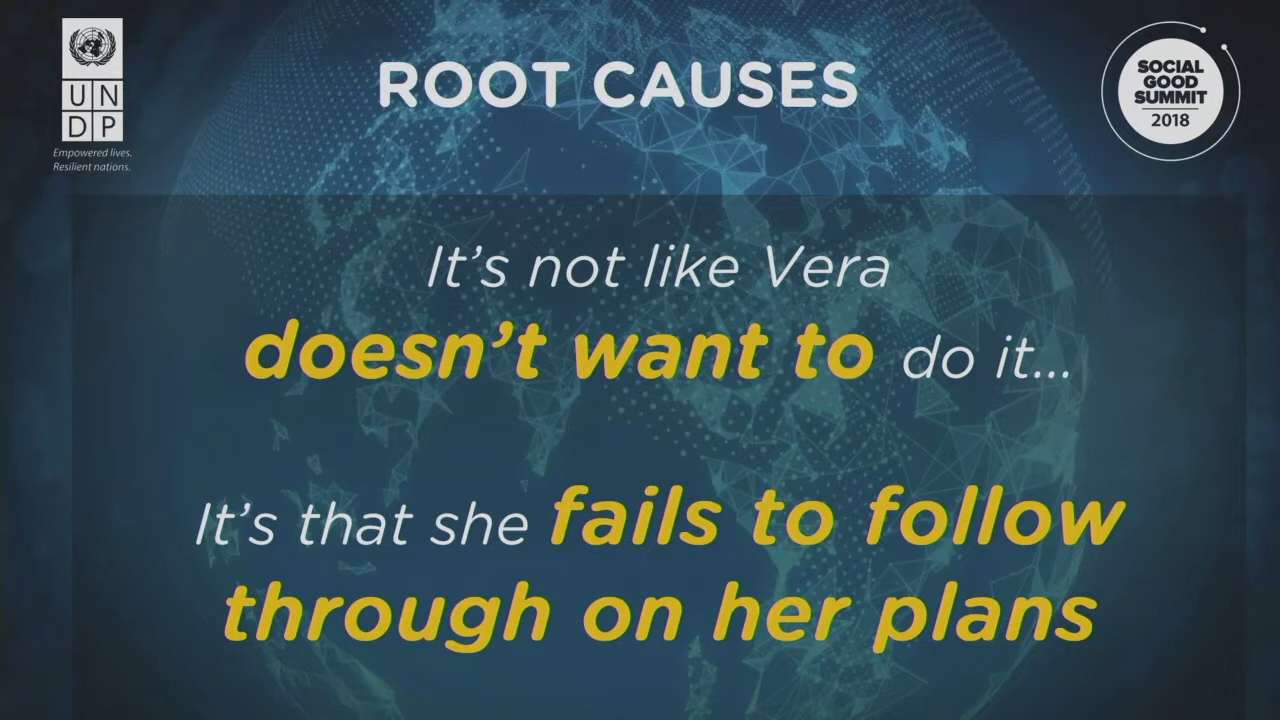 UN
DP
Empowered lives.
Resilient nations.
ROOT CAUSES
SOCIAL
GOOD
SUMMIT
2018
It's not like Vera
doesn't want to do it...
It's that she fails to follow
through on her plans